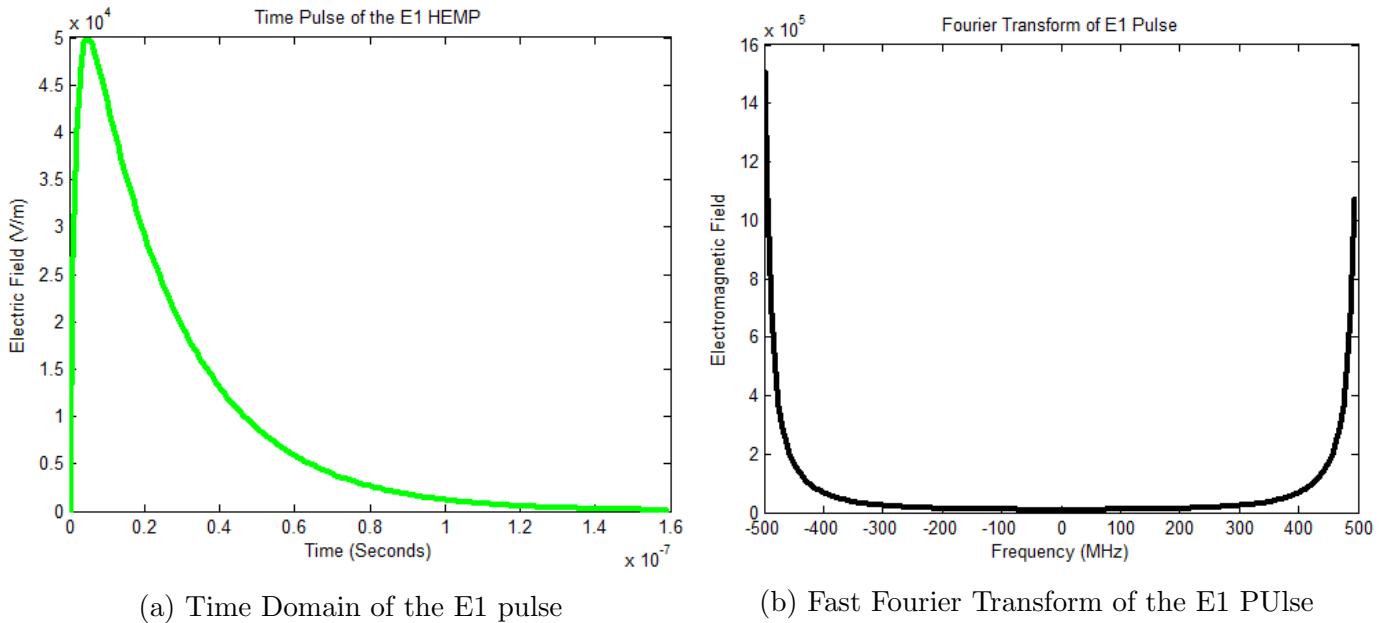 Time Pulse of the E1 HEMP
x 10^4
5
4.5
4
3.5
3
2.5
2
1.5
1
0.5
0
Electric Field (V/m)
0 0.2 0.4 0.6 0.8 1 1.2 1.4 1.6
Time (Seconds)
x 10^-7
(a) Time Domain of the E1 pulse
Fourier Transform of E1 Pulse
x 10^5
16
14
12
10
8
6
4
2
0
Electromagnetic Field
-500 -400 -300 -200 -100 0 100 200 300 400 500
Frequency (MHz)
(b) Fast Fourier Transform of the E1 PUlse